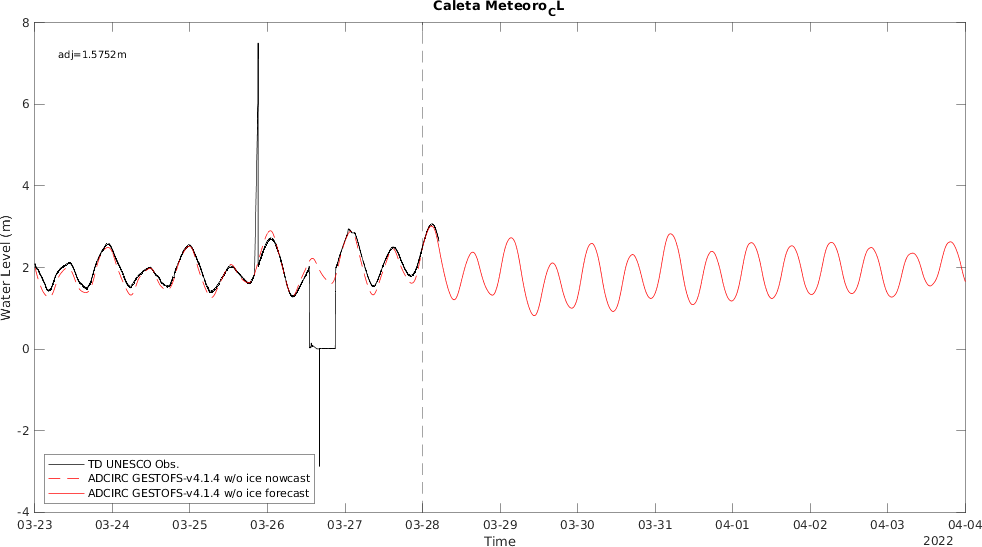 Caleta Meteoro_CL
adj=1.5752m
8
6
4
2
0
-2
-4
Water Level (m)
TD UNESCO Obs.
ADCIRC GESTOFS-v4.1.4 w/o ice nowcast
ADCIRC GESTOFS-v4.1.4 w/o ice forecast
03-23 03-24 03-25 03-26 03-27 03-28 03-29 03-30 03-31 04-01 04-02 04-03 04-04
Time
2022